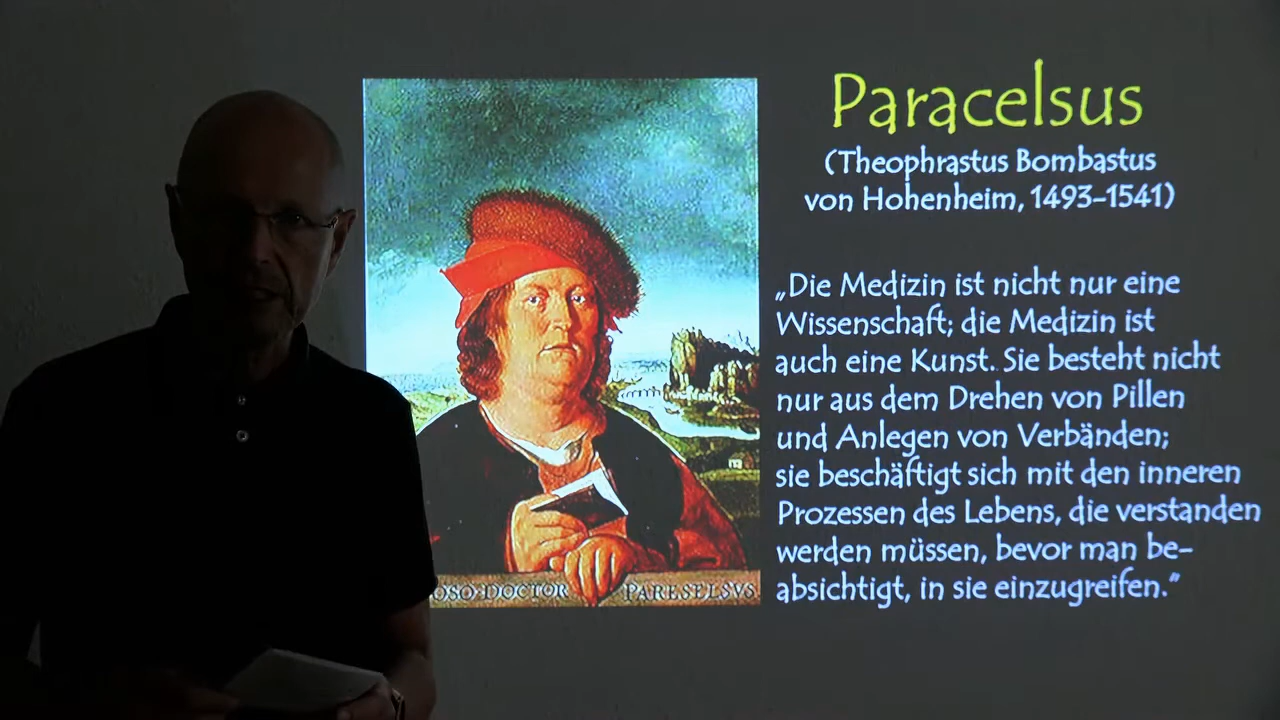 Paracelsus
(Theophrastus Bombastus
von Hohenheim, 1493-1541)
„Die Medizin ist nicht nur eine
Wissenschaft; die Medizin ist
auch eine Kunst. Sie besteht nicht
nur aus dem Drehen von Pillen
und Anlegen von Verbänden;
sie beschäftigt sich mit den inneren
Prozessen des Lebens, die verstanden
werden müssen, bevor man be-
absichtigt, in sie einzugreifen.”
OSO·DOCTOR PARESELSVS